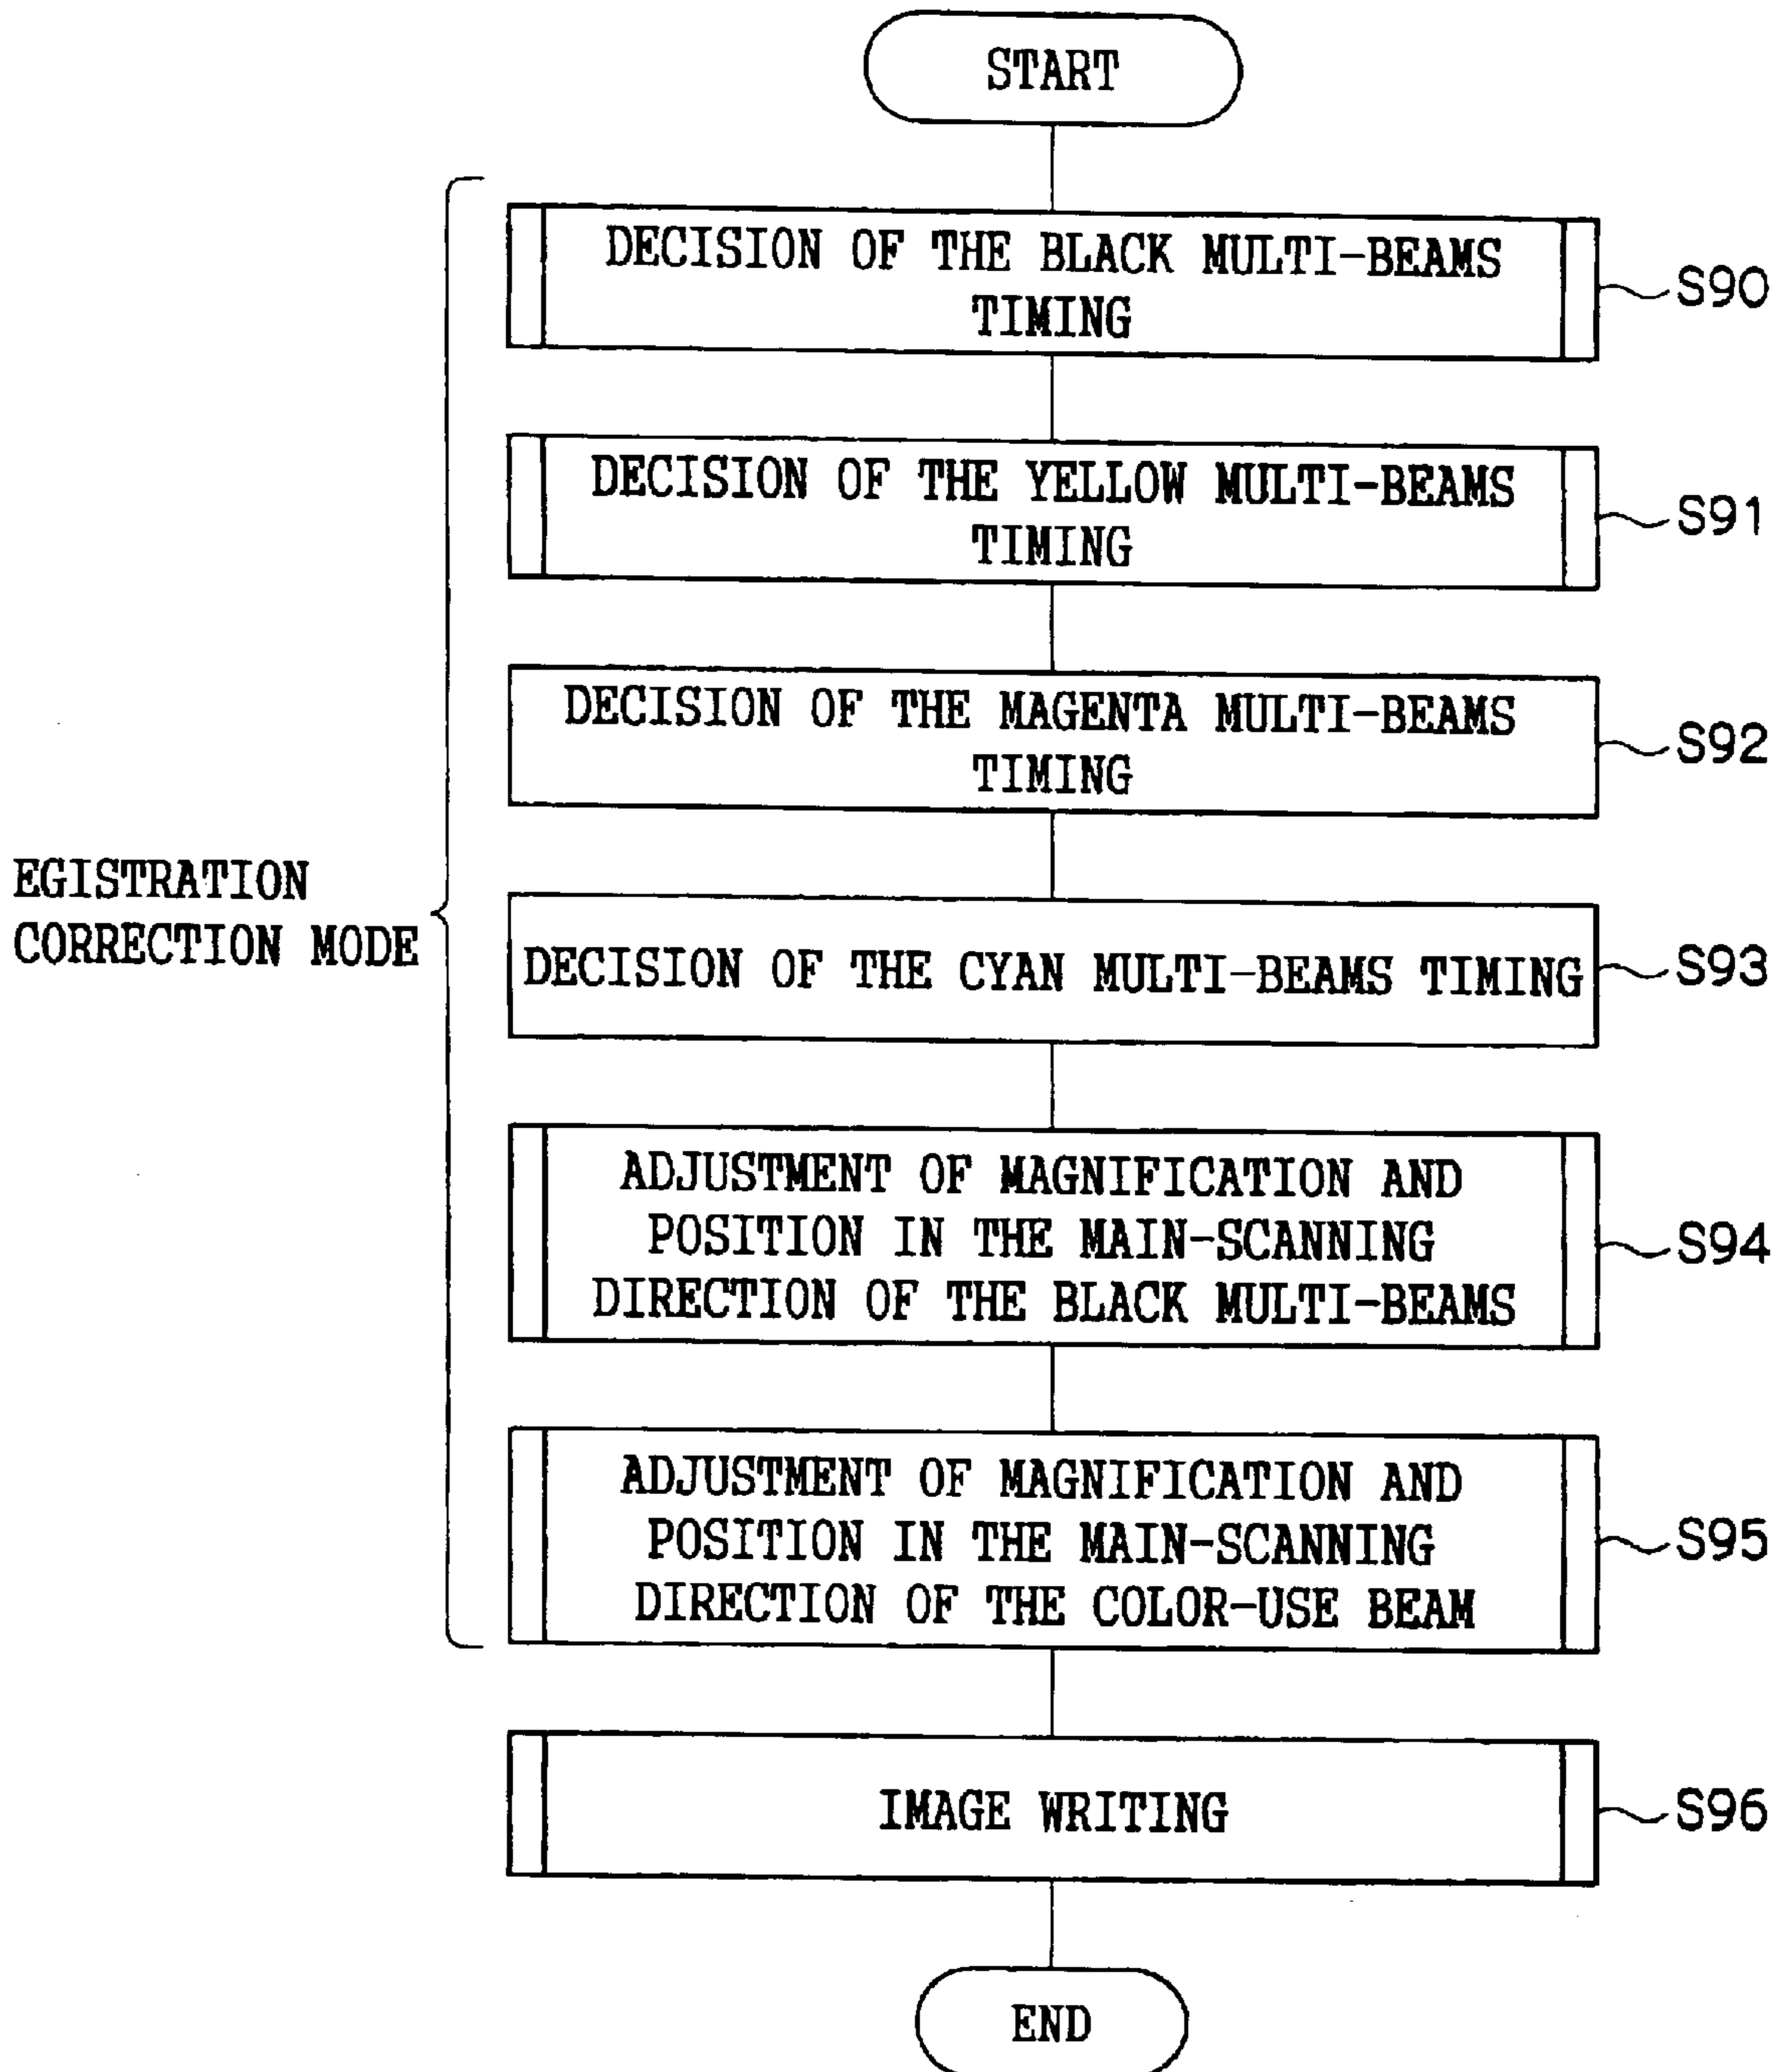 START
DECISION OF THE BLACK MULTI-BEAMS
TIMING
S90
DECISION OF THE YELLOW MULTI-BEAMS
TIMING
S91
DECISION OF THE MAGENTA MULTI-BEAMS
TIMING
S92
EGISTRATION
CORRECTION MODE
DECISION OF THE CYAN MULTI-BEAMS TIMING
S93
ADJUSTMENT OF MAGNIFICATION AND
POSITION IN THE MAIN-SCANNING
DIRECTION OF THE BLACK MULTI-BEAMS
S94
ADJUSTMENT OF MAGNIFICATION AND
POSITION IN THE MAIN-SCANNING
DIRECTION OF THE COLOR-USE BEAM
S95
IMAGE WRITING
S96
END